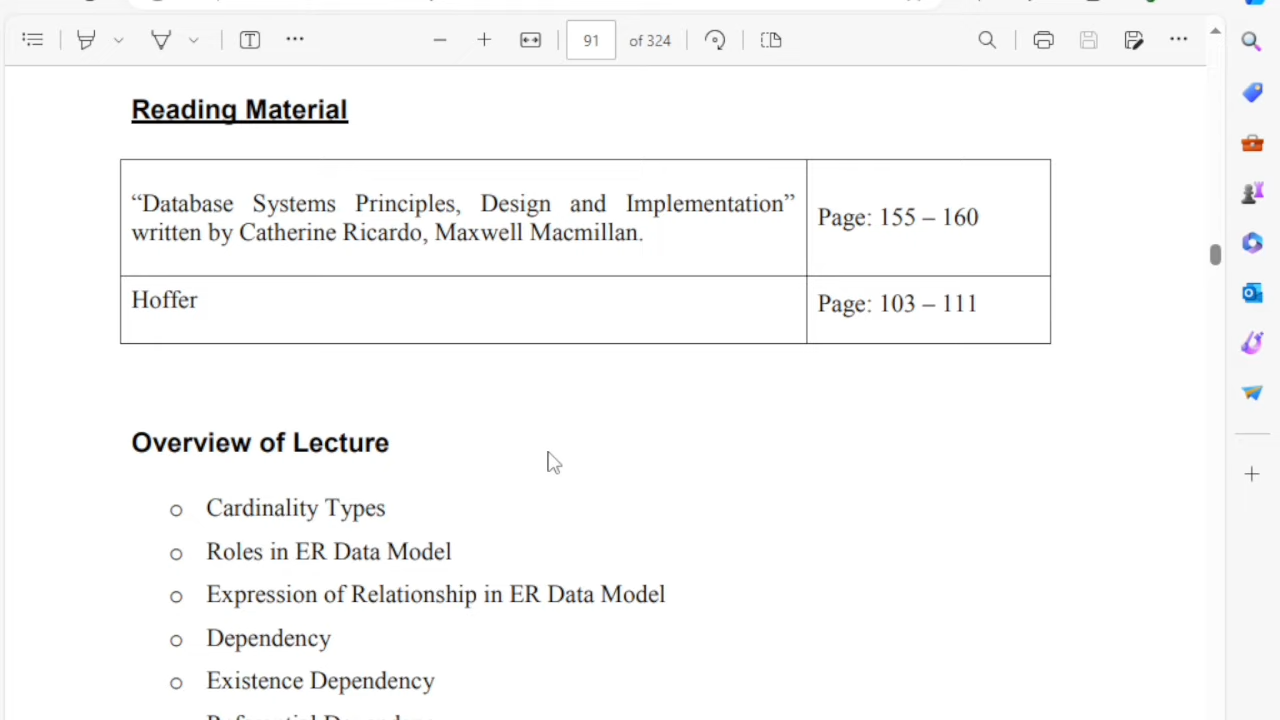 91 of 324
Reading Material
“Database Systems Principles, Design and Implementation”
written by Catherine Ricardo, Maxwell Macmillan.
Page: 155 – 160
Hoffer
Page: 103 – 111
Overview of Lecture
o Cardinality Types
o Roles in ER Data Model
o Expression of Relationship in ER Data Model
o Dependency
o Existence Dependency